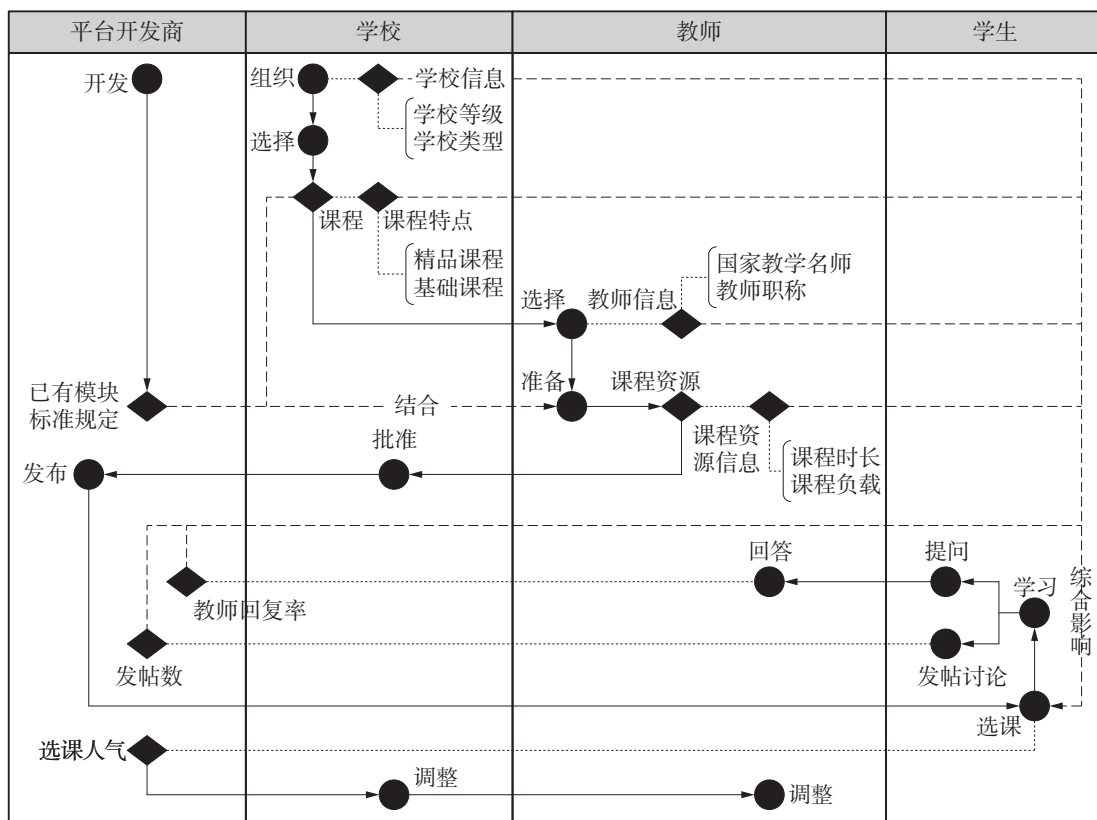 平台开发商
学校
教师
学生
开发
组织
学校信息
学校等级
学校类型
选择
课程
课程特点
精品课程
基础课程
国家教学名师
教师职称
选择
教师信息
已有模块
标准规定
结合
准备
课程资源
课程资
源信息
课程时长
课程负载
批准
发布
回答
提问
学习
综合影响
教师回复率
发帖数
发帖讨论
选课
选课人气
调整
调整